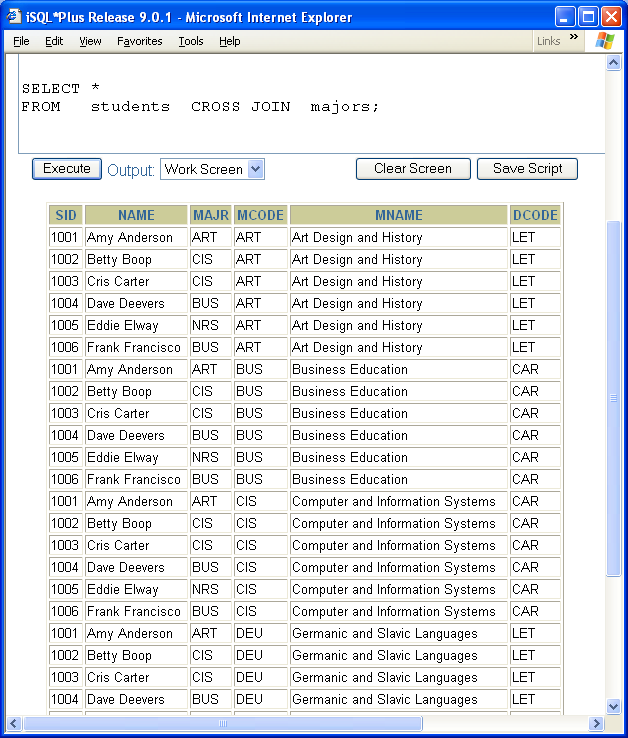 iSQL*Plus Release 9.0.1 - Microsoft Internet Explorer
File Edit View Favorites Tools Help Links »
SELECT *
FROM students CROSS JOIN majors;
Execute Output: Work Screen Clear Screen Save Script
SID NAME MAJR MCODE MNAME DCODE
1001 Amy Anderson ART ART Art Design and History LET
1002 Betty Boop CIS ART Art Design and History LET
1003 Cris Carter CIS ART Art Design and History LET
1004 Dave Deevers BUS ART Art Design and History LET
1005 Eddie Elway NRS ART Art Design and History LET
1006 Frank Francisco BUS ART Art Design and History LET
1001 Amy Anderson ART BUS Business Education CAR
1002 Betty Boop CIS BUS Business Education CAR
1003 Cris Carter CIS BUS Business Education CAR
1004 Dave Deevers BUS BUS Business Education CAR
1005 Eddie Elway NRS BUS Business Education CAR
1006 Frank Francisco BUS BUS Business Education CAR
1001 Amy Anderson ART CIS Computer and Information Systems CAR
1002 Betty Boop CIS CIS Computer and Information Systems CAR
1003 Cris Carter CIS CIS Computer and Information Systems CAR
1004 Dave Deevers BUS CIS Computer and Information Systems CAR
1005 Eddie Elway NRS CIS Computer and Information Systems CAR
1006 Frank Francisco BUS CIS Computer and Information Systems CAR
1001 Amy Anderson ART DEU Germanic and Slavic Languages LET
1002 Betty Boop CIS DEU Germanic and Slavic Languages LET
1003 Cris Carter CIS DEU Germanic and Slavic Languages LET
1004 Dave Deevers BUS DEU Germanic and Slavic Languages LET